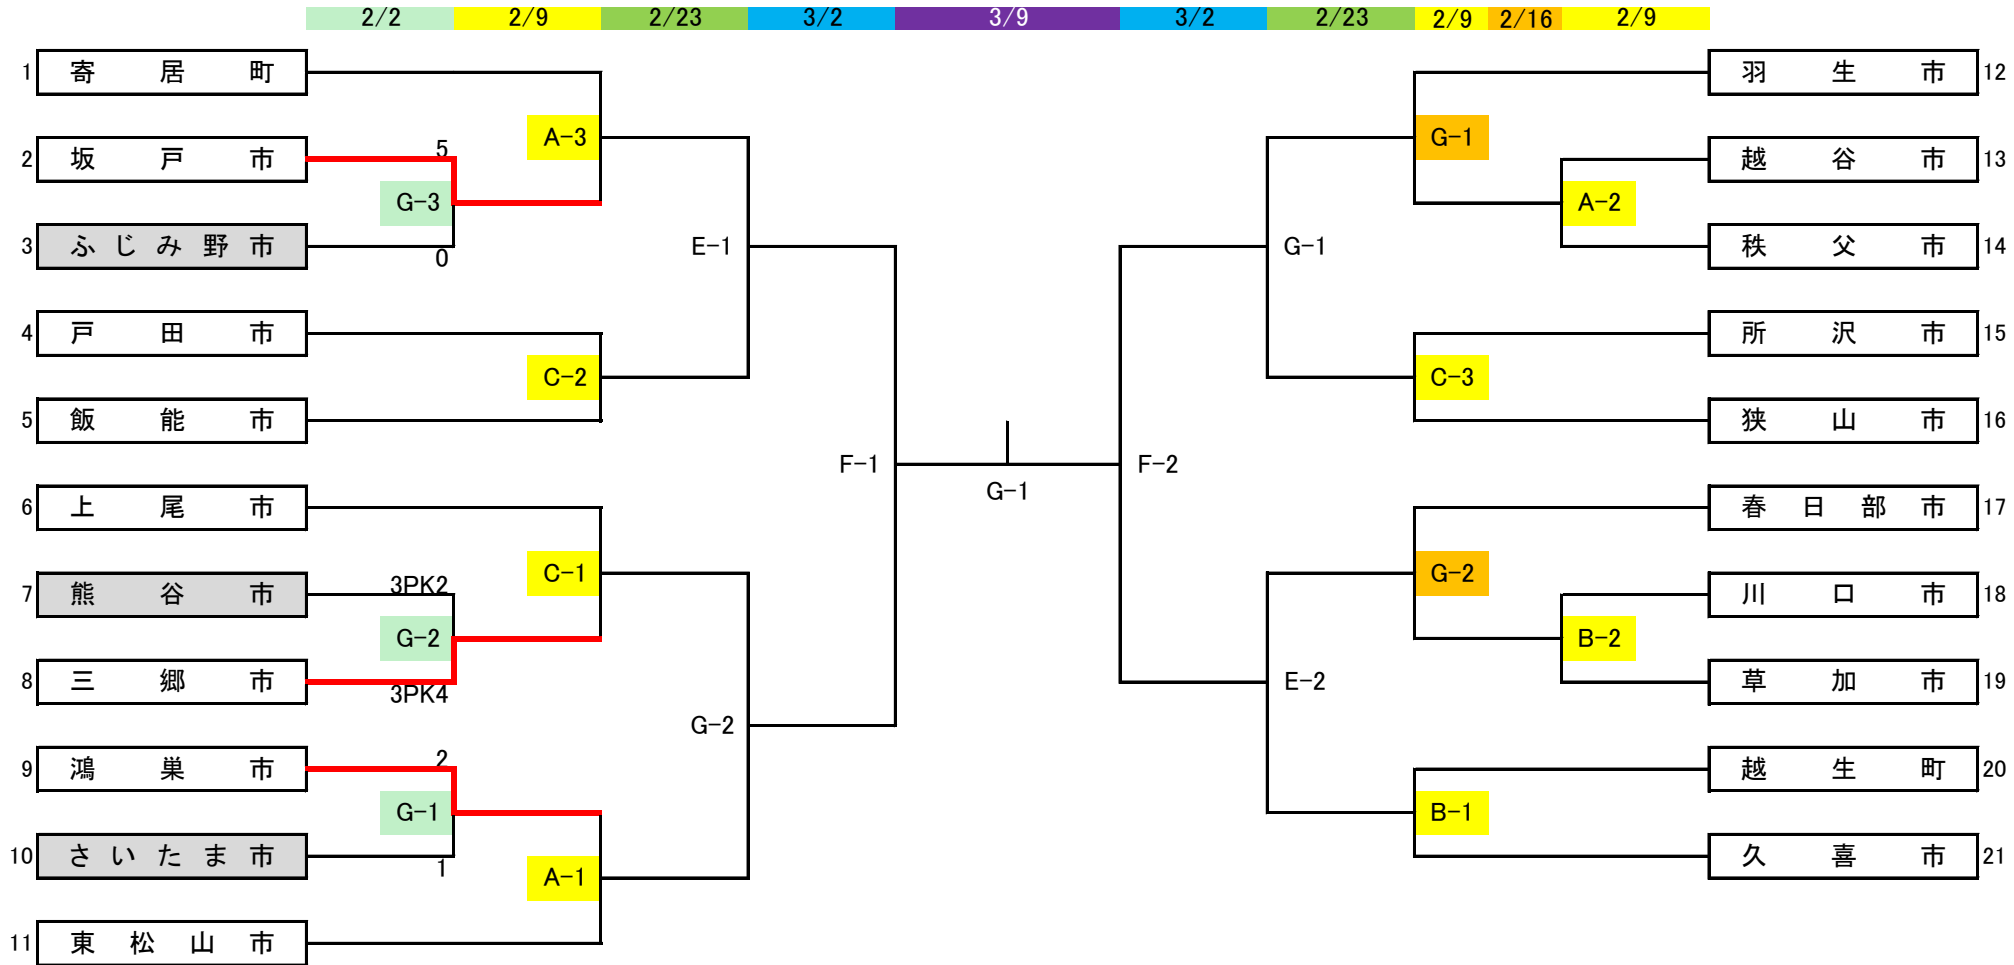 2/2 2/9 2/23 3/2 3/9 3/2 2/23 2/9 2/16 2/9
1 寄居町
2 坂戸市
3 ふじみ野市
4 戸田市
5 飯能市
6 上尾市
7 熊谷市
8 三郷市
9 鴻巣市
10 さいたま市
11 東松山市
5
G-3
0
3PK2
G-2
3PK4
2
G-1
1
A-3
C-2
C-1
A-1
E-1
G-2
F-1
G-1
F-2
G-1
E-2
G-1
C-3
G-2
B-1
A-2
B-2
羽生市 12
越谷市 13
秩父市 14
所沢市 15
狭山市 16
春日部市 17
川口市 18
草加市 19
越生町 20
久喜市 21